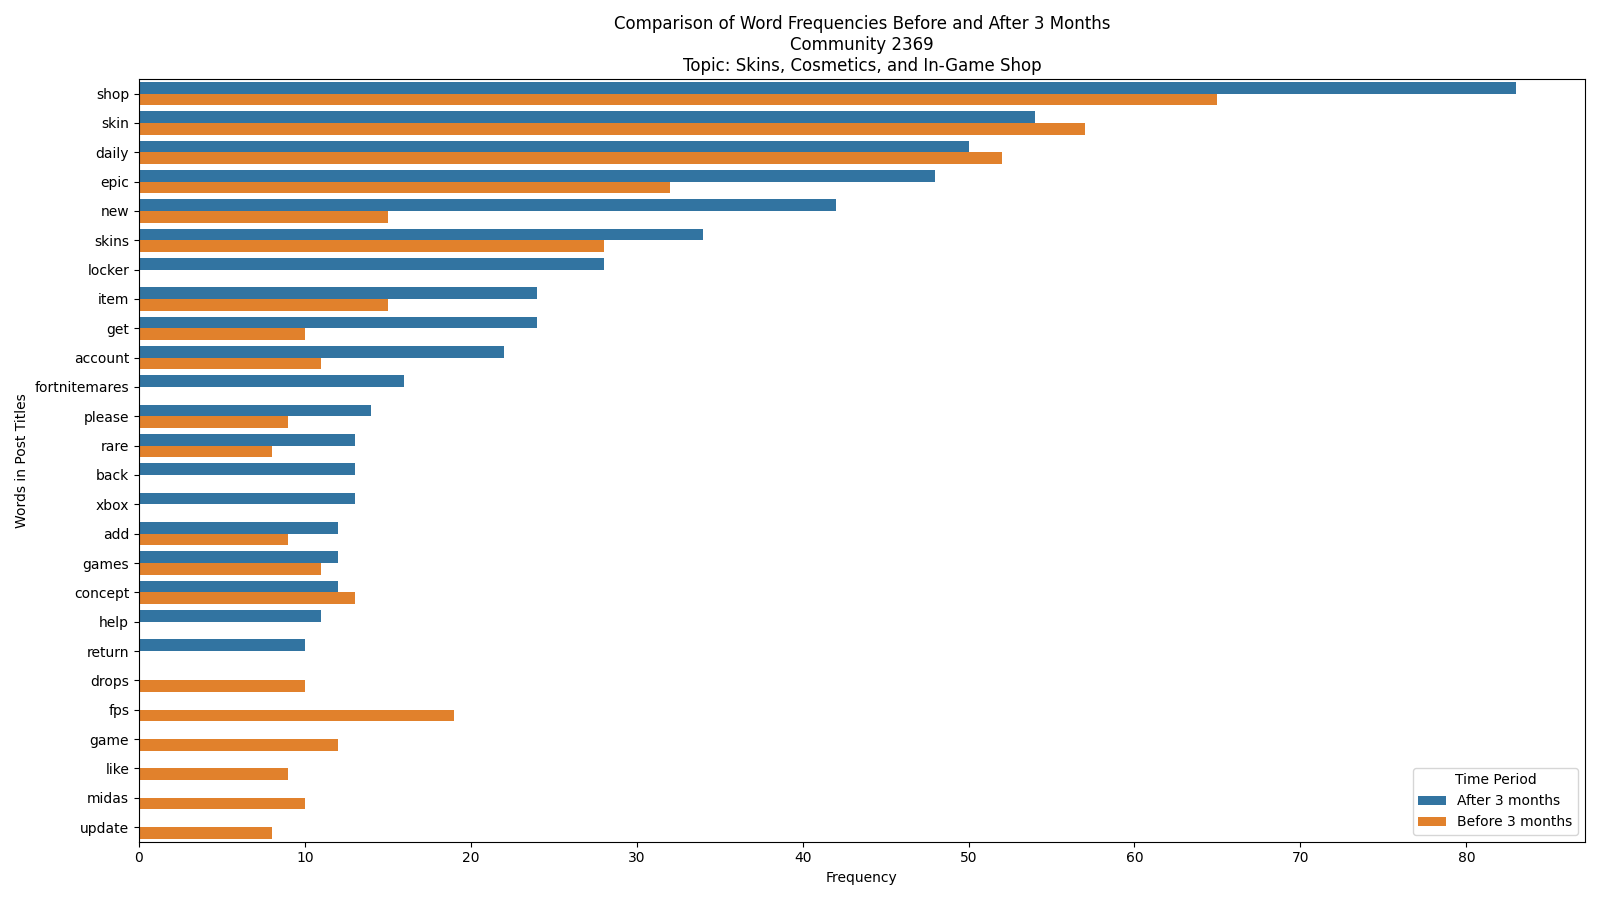 Comparison of Word Frequencies Before and After 3 Months
Community 2369
Topic: Skins, Cosmetics, and In-Game Shop
Words in Post Titles
shop
skin
daily
epic
new
skins
locker
item
get
account
fortnitemares
please
rare
back
xbox
add
games
concept
help
return
drops
fps
game
like
midas
update
Time Period
After 3 months
Before 3 months
0 10 20 30 40 50 60 70 80
Frequency